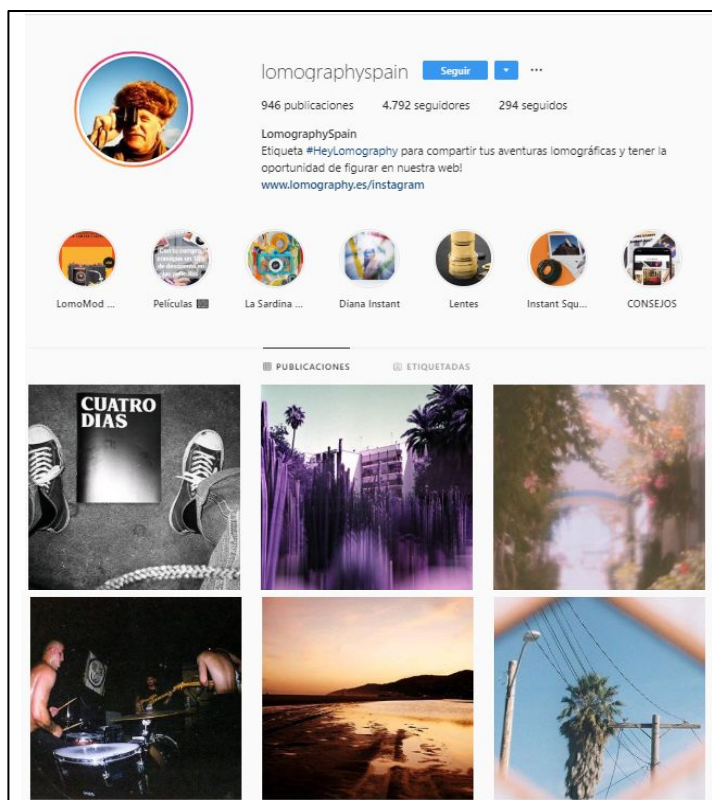 lomographyspain Seguir
946 publicaciones 4.792 seguidores 294 seguidos
LomographySpain
Etiqueta #HeyLomography para compartir tus aventuras lomográficas y tener la
oportunidad de figurar en nuestra web!
www.lomography.es/instagram
LomoMod ...
Películas
La Sardina ...
Diana Instant
Lentes
Instant Squ...
CONSEJOS
PUBLICACIONES ETIQUETADAS
CUATRO
DIAS